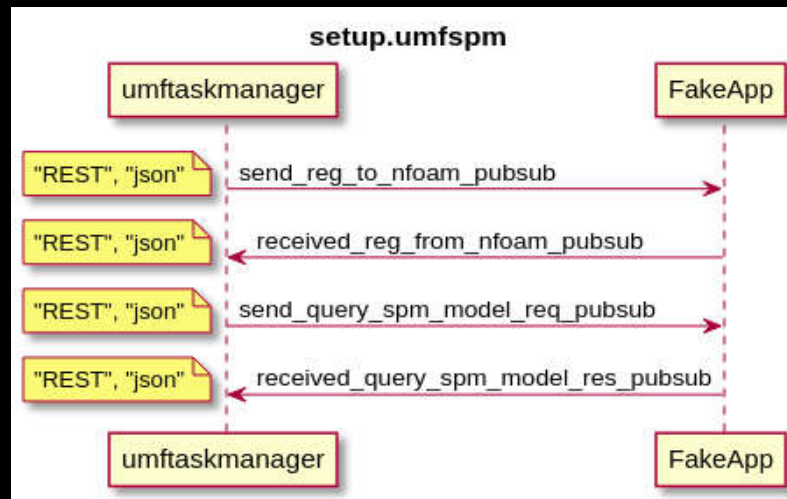 setup.umfspm
umftaskmanager
FakeApp
"REST", "json"
send_reg_to_nfoam_pubsub
"REST", "json"
received_reg_from_nfoam_pubsub
"REST", "json"
send_query_spm_model_req_pubsub
"REST", "json"
received_query_spm_model_res_pubsub
umftaskmanager
FakeApp